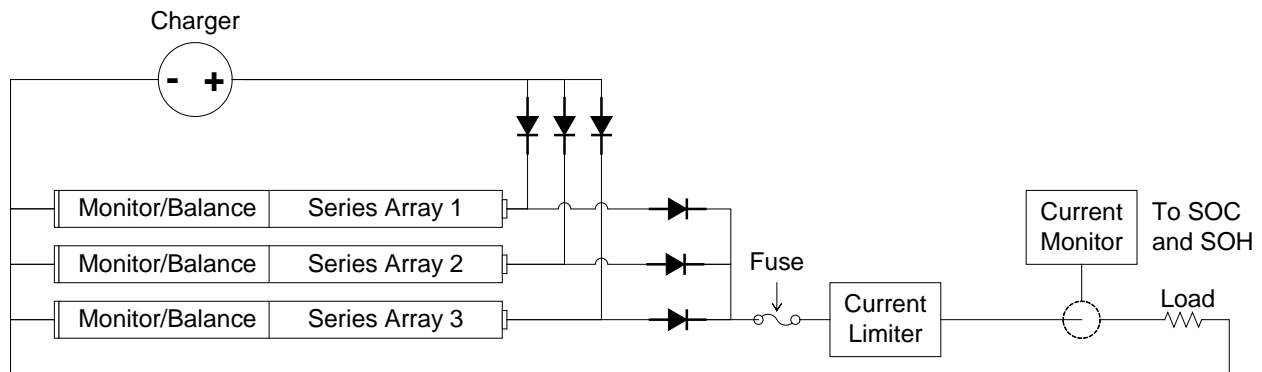 Charger
- +
Monitor/Balance Series Array 1
Monitor/Balance Series Array 2
Monitor/Balance Series Array 3
Fuse
Current
Limiter
Current
Monitor
To SOC
and SOH
Load